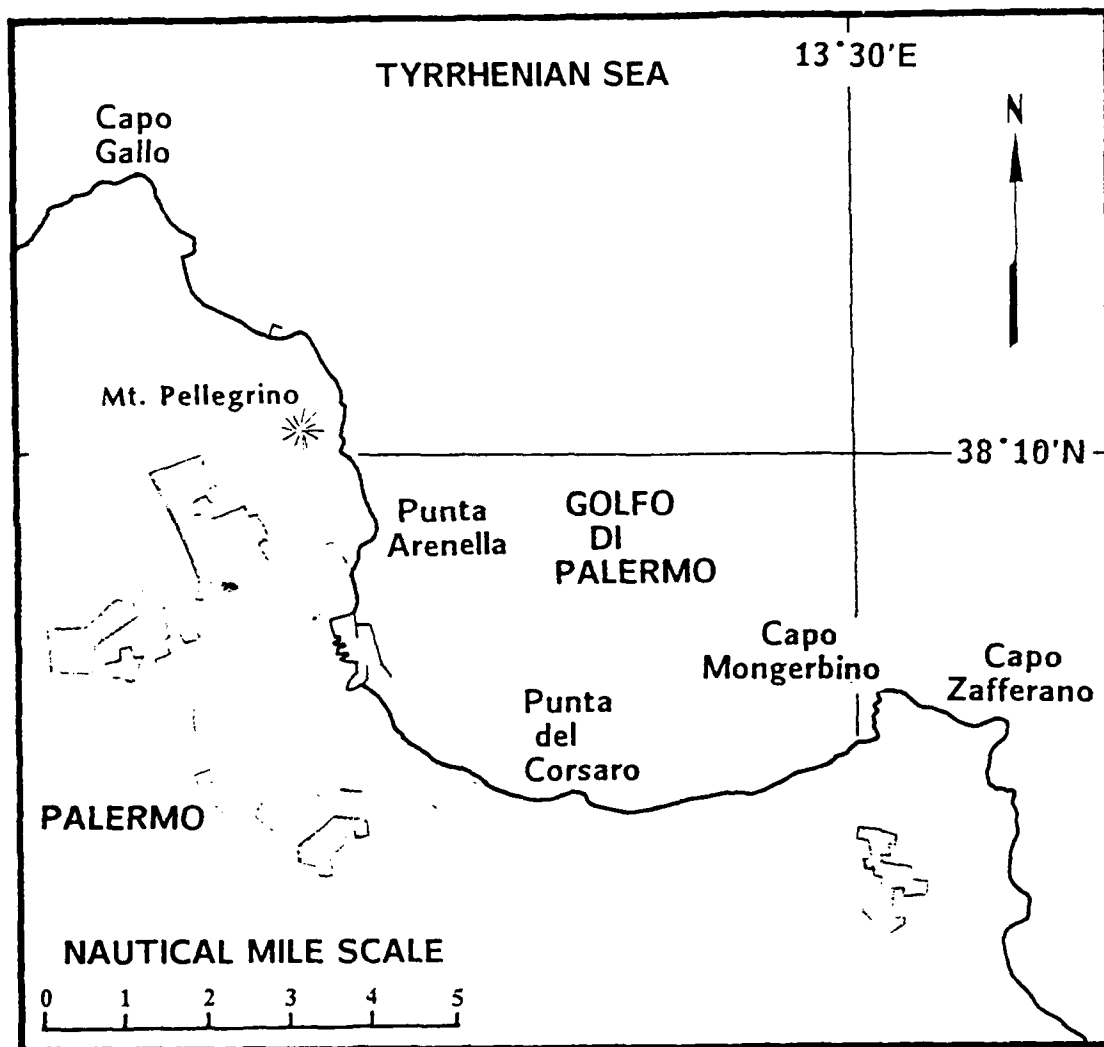 13°30'E
TYRRHENIAN SEA
N
Capo
Gallo
Mt. Pellegrino
38°10'N
Punta
Arenella
GOLFO
DI
PALERMO
Capo
Mongerbino
Capo
Zafferano
Punta
del
Corsaro
PALERMO
NAUTICAL MILE SCALE
0 1 2 3 4 5